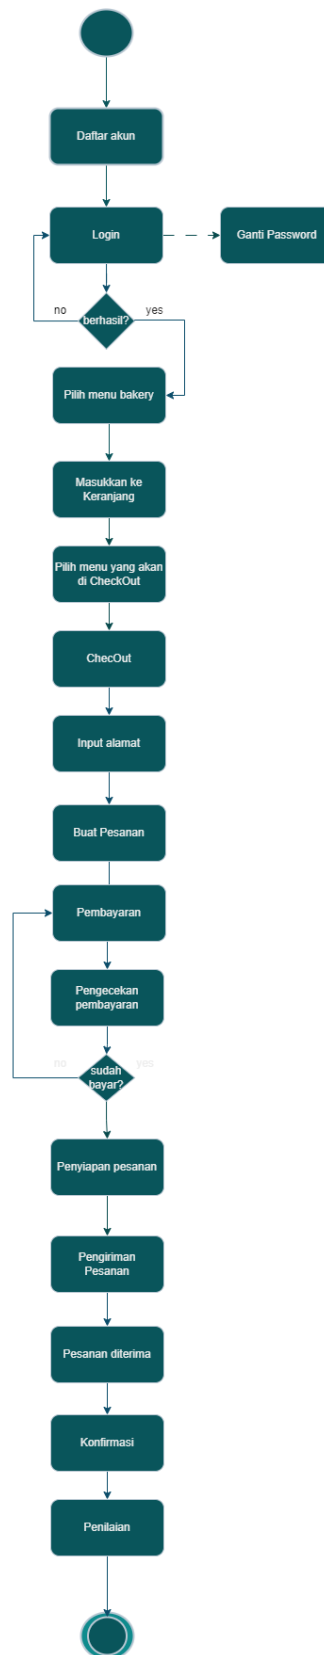 Daftar akun
Login
Ganti Password
no
berhasil?
yes
Pilih menu bakery
Masukkan ke
Keranjang
Pilih menu yang akan
di CheckOut
ChecOut
Input alamat
Buat Pesanan
Pembayaran
Pengecekan
pembayaran
no
sudah
bayar?
yes
Penyiapan pesanan
Pengiriman
Pesanan
Pesanan diterima
Konfirmasi
Penilaian